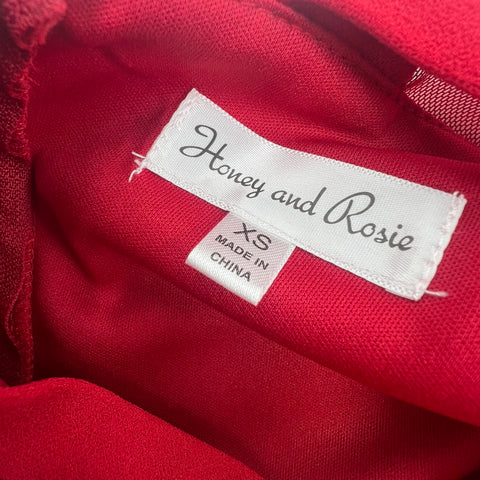 Honey and Rosie
XS
MADE IN
CHINA